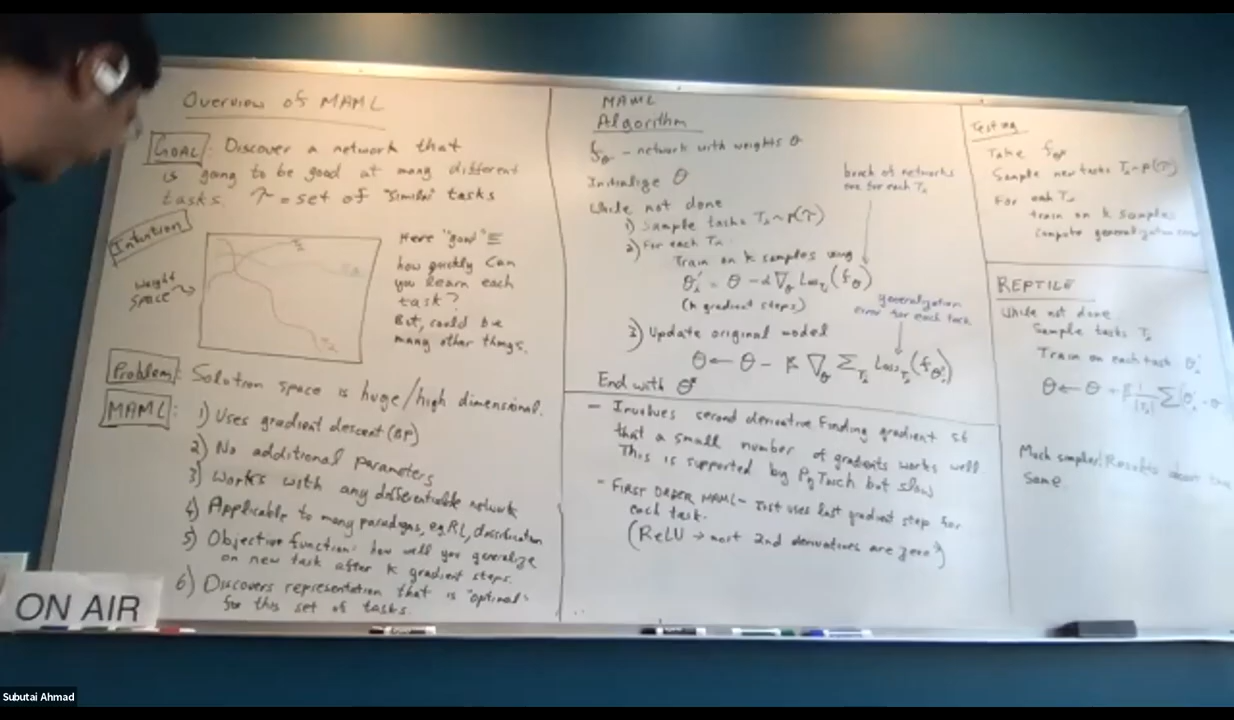 Overview of MAML
GOAL: Discover a network that
is going to be good at many different
tasks. T = set of "similar" tasks
Intuition
Weight
Space
Here "good" ≡
how quickly can
you learn each
task?
But, could be
many other things.
Problem: Solution space is huge/high dimensional.
MAML:
1) Uses gradient descent (BP)
2) No additional parameters
3) Works with any differentiable network
4) Applicable to many paradigms, eg RL, classification
5) Objective function: how well you generalize
on new task after K gradient steps.
6) Discovers representation that is "optimal"
for this set of tasks.
MAML
Algorithm
fθ - network with weights θ
Initialize θ
While not done
1) Sample tasks Ti ~ p(T)
2) For each Ti
Train on K samples using
θi' = θ - α ∇θ LossTi (fθ)
(n gradient steps)
bunch of networks
one for each Ti
generalization
error for each task
3) Update original model
θ ← θ - β ∇θ ΣTi LossTi (fθi')
End with θ*
- Involves second derivative Finding gradient of
that a small number of gradients works well
This is supported by PyTorch but slow
- FIRST ORDER MAML - Just uses last gradient step for
each task.
(ReLU → most 2nd derivatives are zero?)
Testing
Take fθ*
Sample new tasks Ti ~ p(T)
For each Ti
train on K samples
compute generalization error
REPTILE
While not done
Sample tasks Ti
Train on each task θi'
θ ← θ + β 1/|Ti| Σ (θi' - θ
Much simpler! Results about the
same.
ON AIR
Subutai Ahmad